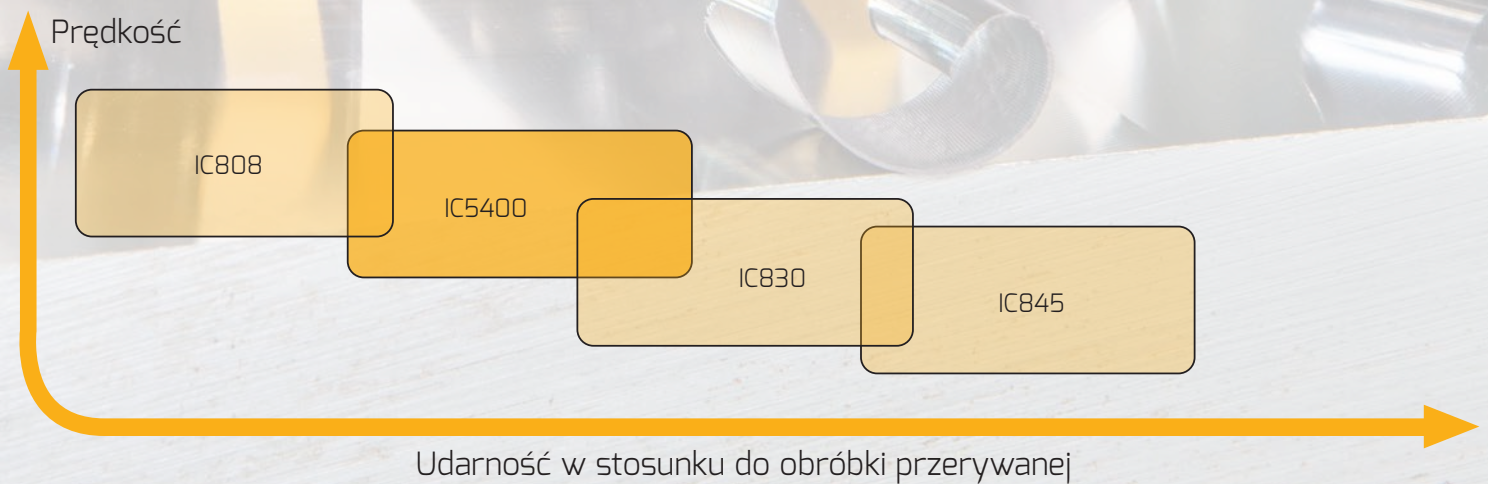 Prędkość
IC808
IC5400
IC830
IC845
Udarność w stosunku do obróbki przerywanej